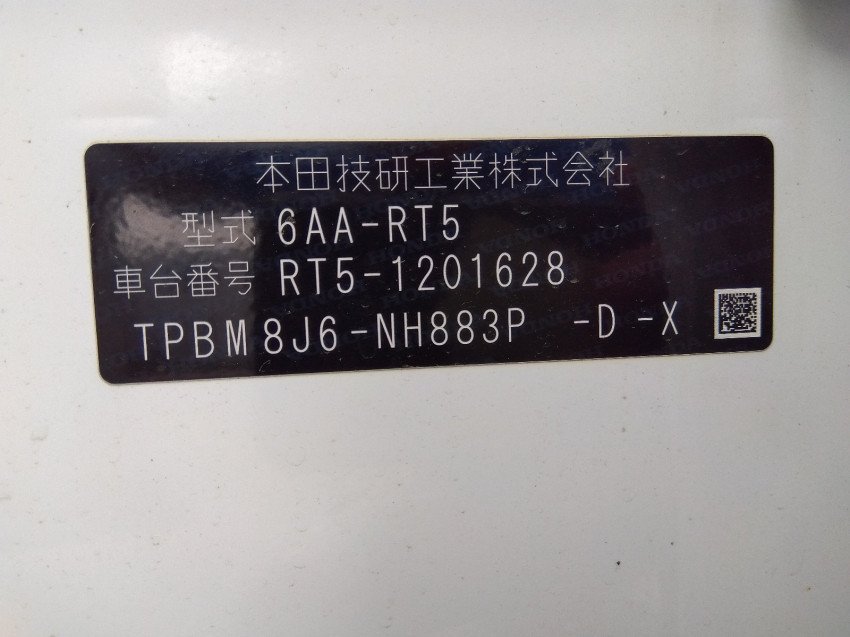 本田技研工業株式会社
型式 6AA-RT5
車台番号 RT5-1201628
TPBM8J6-NH883P -D -X